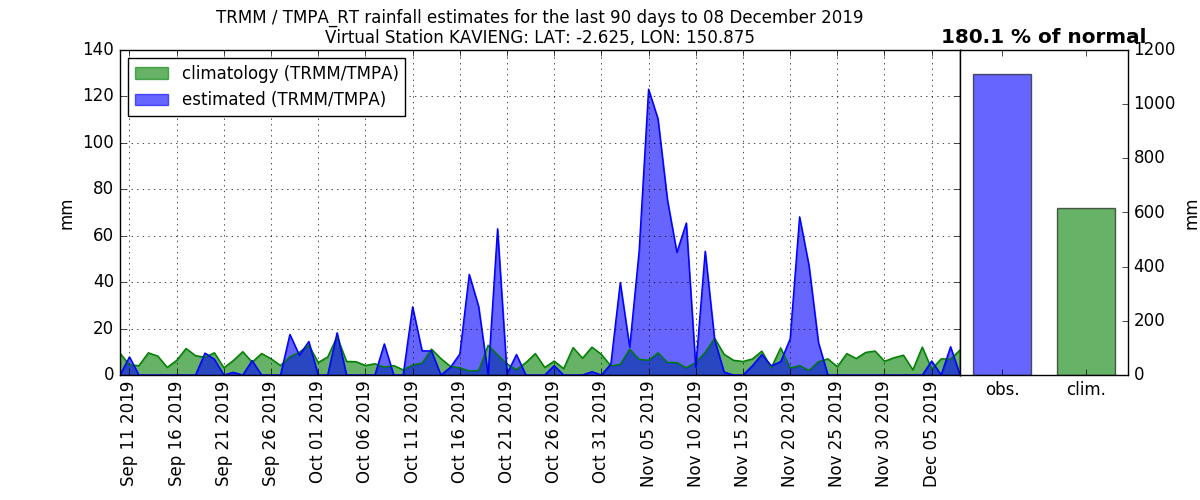 TRMM / TMPA_RT rainfall estimates for the last 90 days to 08 December 2019
Virtual Station KAVIENG: LAT: -2.625, LON: 150.875
180.1 % of normal
climatology (TRMM/TMPA)
estimated (TRMM/TMPA)
mm
140
120
100
80
60
40
20
0
Sep 11 2019
Sep 16 2019
Sep 21 2019
Sep 26 2019
Oct 01 2019
Oct 06 2019
Oct 11 2019
Oct 16 2019
Oct 21 2019
Oct 26 2019
Oct 31 2019
Nov 05 2019
Nov 10 2019
Nov 15 2019
Nov 20 2019
Nov 25 2019
Nov 30 2019
Dec 05 2019
1200
1000
800
600
400
200
0
mm
obs.
clim.